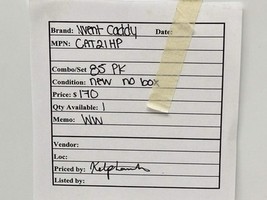 Brand: Went Caddy Date:
MPN: CAT21HP
Combo/Set 85 PK
Condition: new no box
Price: $ 170
Qty Available: 1
Memo: WW
Vendor:
Loc:
Priced by:
Listed by: